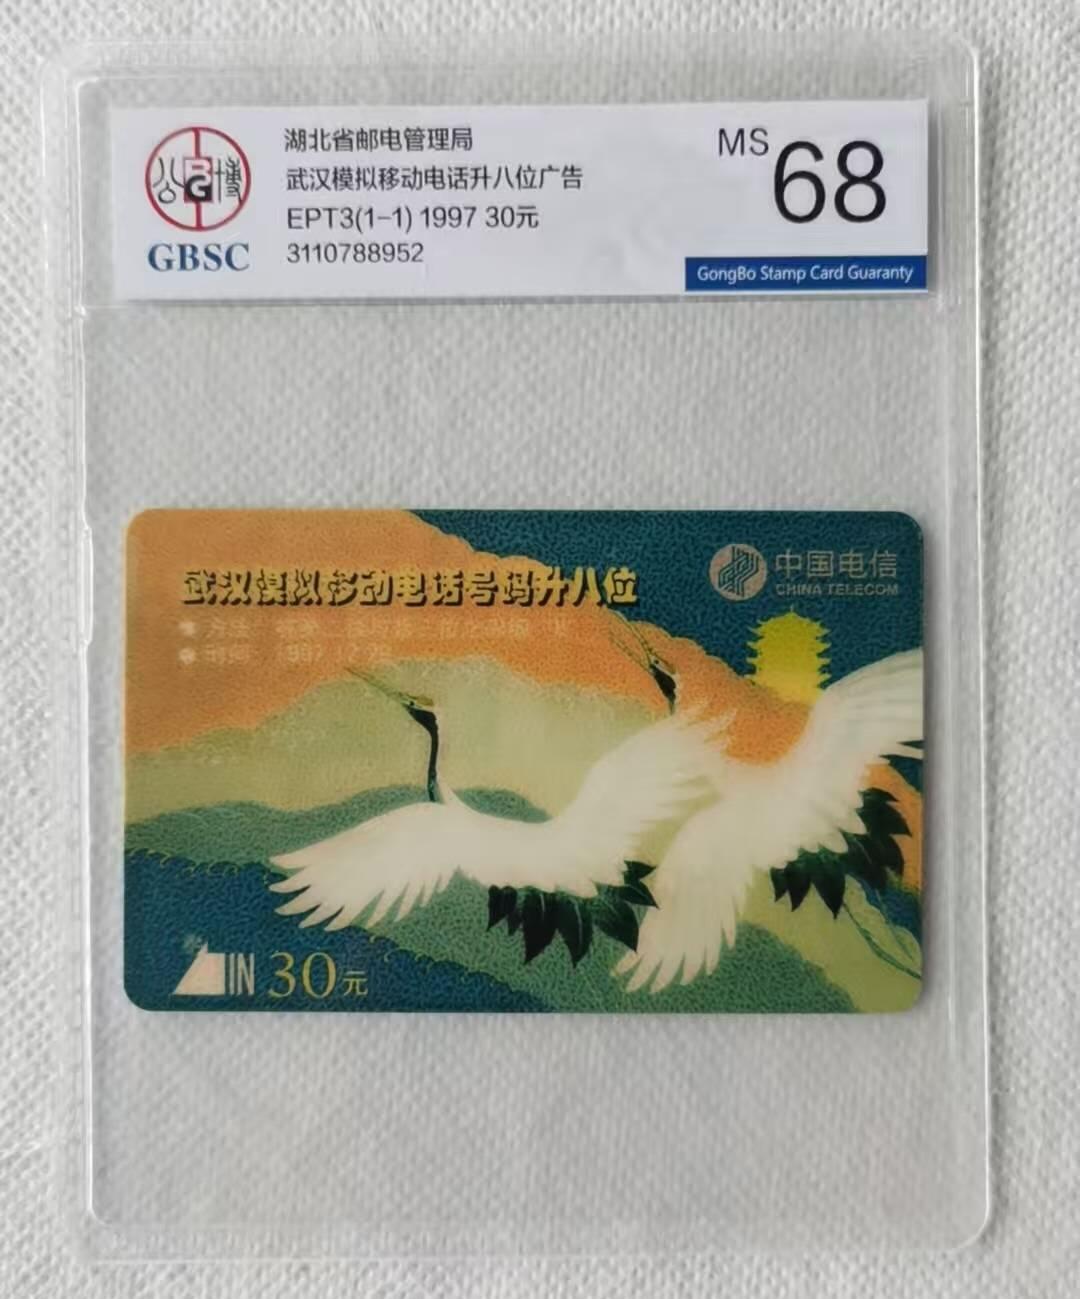 湖北省邮电管理局
武汉模拟移动电话升八位广告
EPT3(1-1) 1997 30元
3110788952
MS 68
公博
BG
GBSC
GongBo Stamp Card Guaranty
中国电信
CHINA TELECOM
武汉模拟移动电话号码升八位
IN 30元